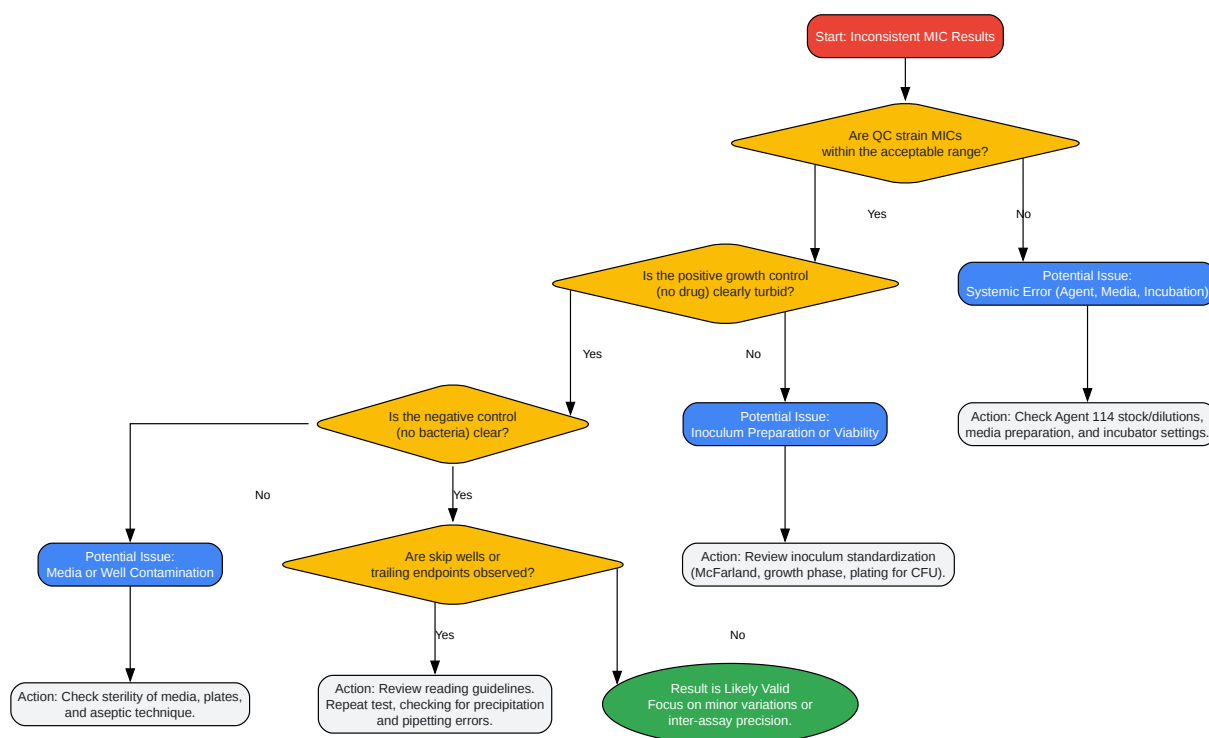 Start: Inconsistent MIC Results
Are QC strain MICs
within the acceptable range?
Yes
No
Is the positive growth control
(no drug) clearly turbid?
Potential Issue:
Systemic Error (Agent, Media, Incubation)
Yes
No
Is the negative control
(no bacteria) clear?
Potential Issue:
Inoculum Preparation or Viability
Action: Check Agent 114 stock/dilutions,
media preparation, and incubator settings.
No
Yes
Potential Issue:
Media or Well Contamination
Are skip wells or
trailing endpoints observed?
Action: Review inoculum standardization
(McFarland, growth phase, plating for CFU).
Yes
No
Action: Check sterility of media, plates,
and aseptic technique.
Action: Review reading guidelines.
Repeat test, checking for precipitation
and pipetting errors.
Result is Likely Valid
Focus on minor variations or
inter-assay precision.